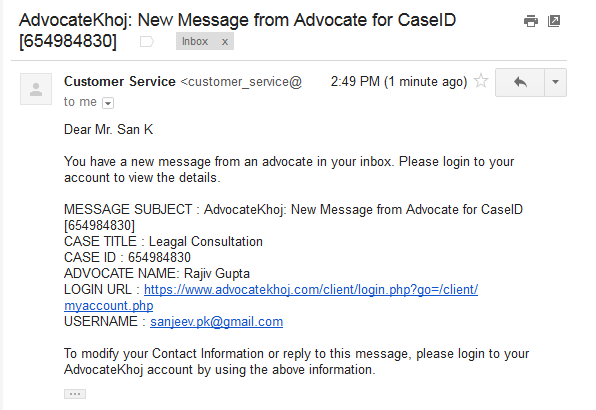 AdvocateKhoj: New Message from Advocate for CaseID
[654984830]
Inbox x
Customer Service <customer_service@
2:49 PM (1 minute ago)
to me
Dear Mr. San K
You have a new message from an advocate in your inbox. Please login to your
account to view the details.
MESSAGE SUBJECT : AdvocateKhoj: New Message from Advocate for CaseID
[654984830]
CASE TITLE : Leagal Consultation
CASE ID : 654984830
ADVOCATE NAME: Rajiv Gupta
LOGIN URL : https://www.advocatekhoj.com/client/login.php?go=/client/
myaccount.php
USERNAME : sanjeev.pk@gmail.com
To modify your Contact Information or reply to this message, please login to your
AdvocateKhoj account by using the above information.